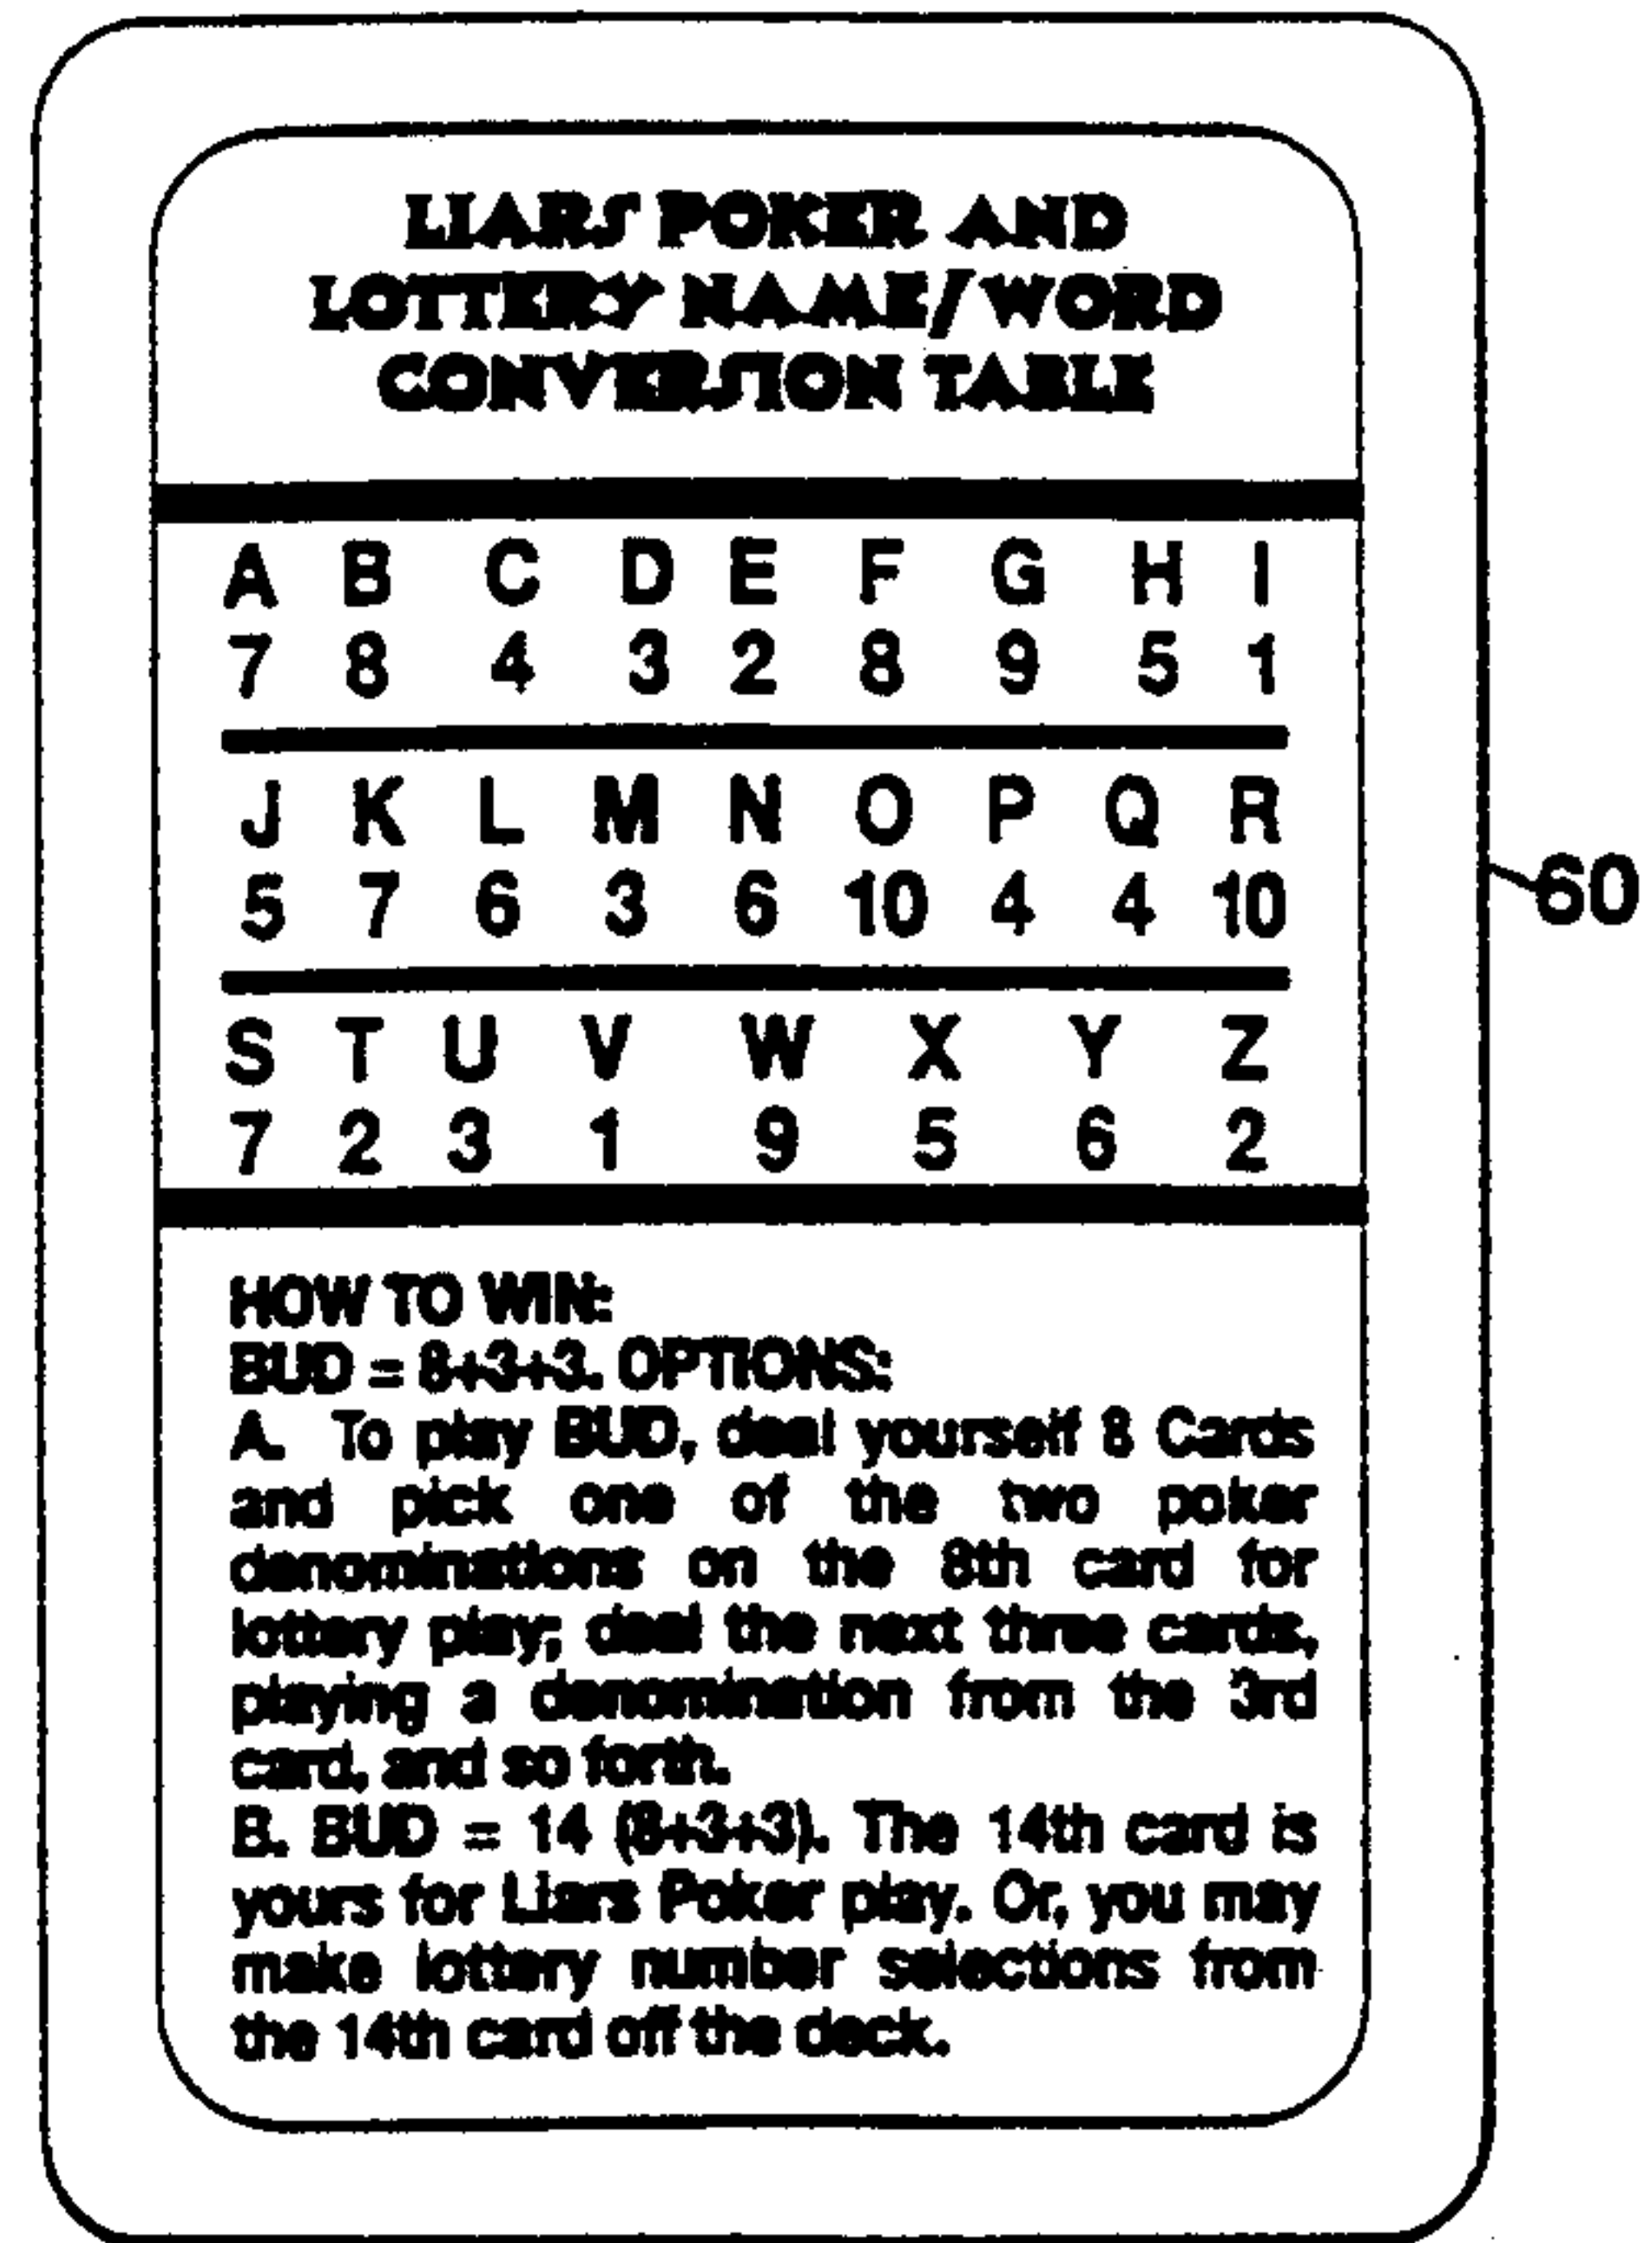 LIARS POKER AND
LOTTERY NAME/WORD
CONVERSION TABLE
A B C D E F G H I
7 8 4 3 2 8 9 5 1
J K L M N O P Q R
5 7 6 3 6 10 4 4 10
60
S T U V W X Y Z
7 2 3 1 9 5 6 2
HOW TO WIN:
BUD = 8+3+3. OPTIONS:
A. To play BUD, deal yourself 8 Cards
and pick one of the two poker
denominations on the 8th card for
lottery play; deal the next three cards,
playing a denomination from the 3rd
card, and so forth.
B. BUD = 14 (8+3+3). The 14th card is
yours for Liars Poker play. Or, you may
make lottery number selections from
the 14th card off the deck.